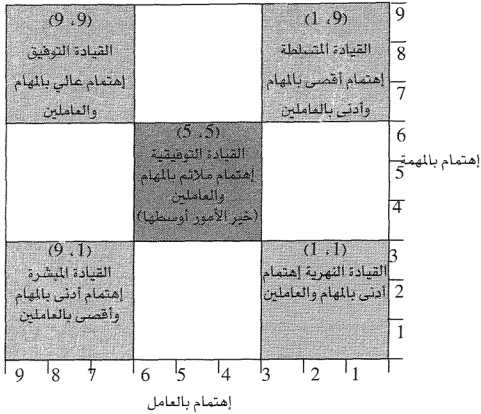 (1 ، 9)
القيادة المتسلطة
إهتمام أقصى بالمهام
وأدنى بالعاملين
(9 ، 9)
القيادة التوفيق
إهتمام عالي بالمهام
والعاملين
(5 ، 5)
القيادة التوفيقية
إهتمام ملائم بالمهام
والعاملين
(خير الأمور أوسطها)
(1 ، 1)
القيادة النهرية إهتمام
أدنى بالمهام والعاملين
(9 ، 1)
القيادة المبشرة
إهتمام أدنى بالمهام
وأقصى بالعاملين
9
8
7
6
5
4
3
2
1
إهتمام بالمهمة
9 8 7 6 5 4 3 2 1
إهتمام بالعامل